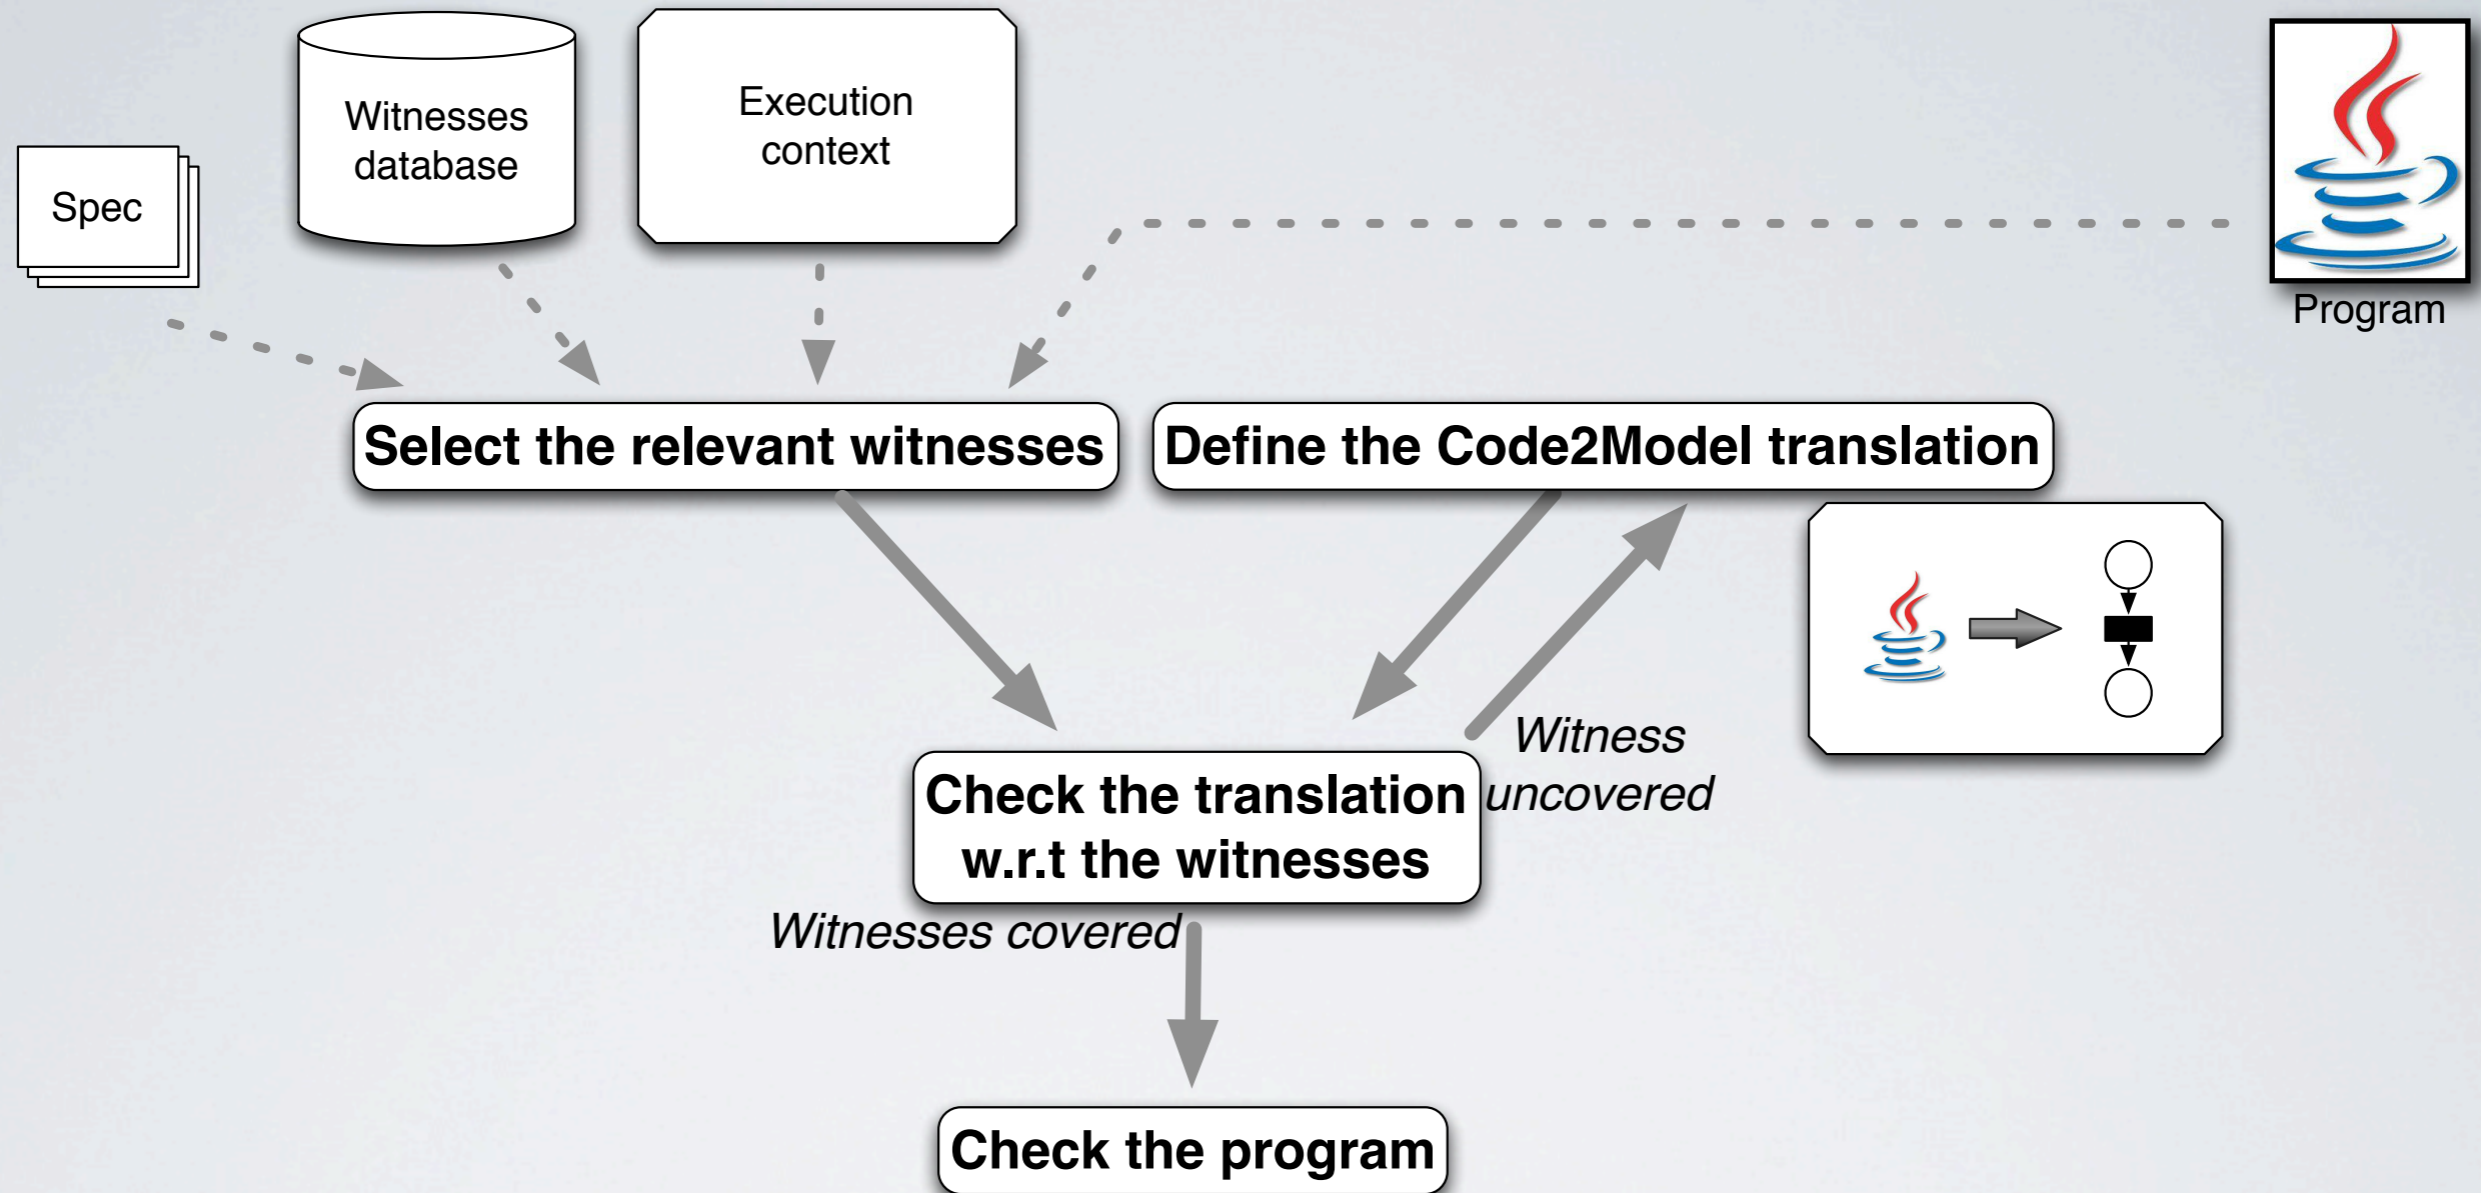 Witnesses
database
Execution
context
Spec
Program
Select the relevant witnesses
Define the Code2Model translation
Witness
uncovered
Check the translation
w.r.t the witnesses
Witnesses covered
Check the program